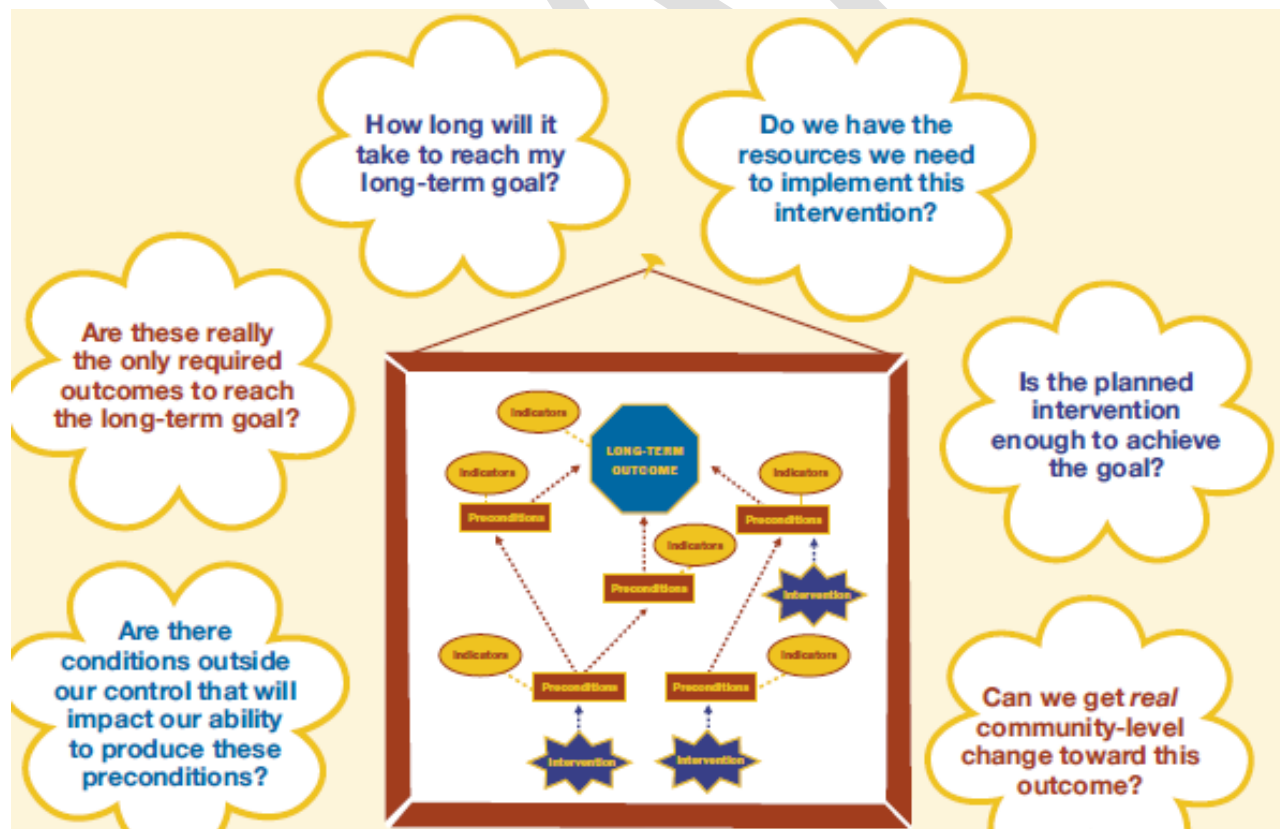 How long will it
take to reach my
long-term goal?
Do we have the
resources we need
to implement this
intervention?
Are these really
the only required
outcomes to reach
the long-term goal?
Is the planned
intervention
enough to achieve
the goal?
Are there
conditions outside
our control that will
impact our ability
to produce these
preconditions?
Can we get real
community-level
change toward this
outcome?
Indicators
LONG-TERM
OUTCOME
Indicators
Indicators
Preconditions
Preconditions
Indicators
Preconditions
Intervention
Indicators
Indicators
Preconditions
Preconditions
Intervention
Intervention